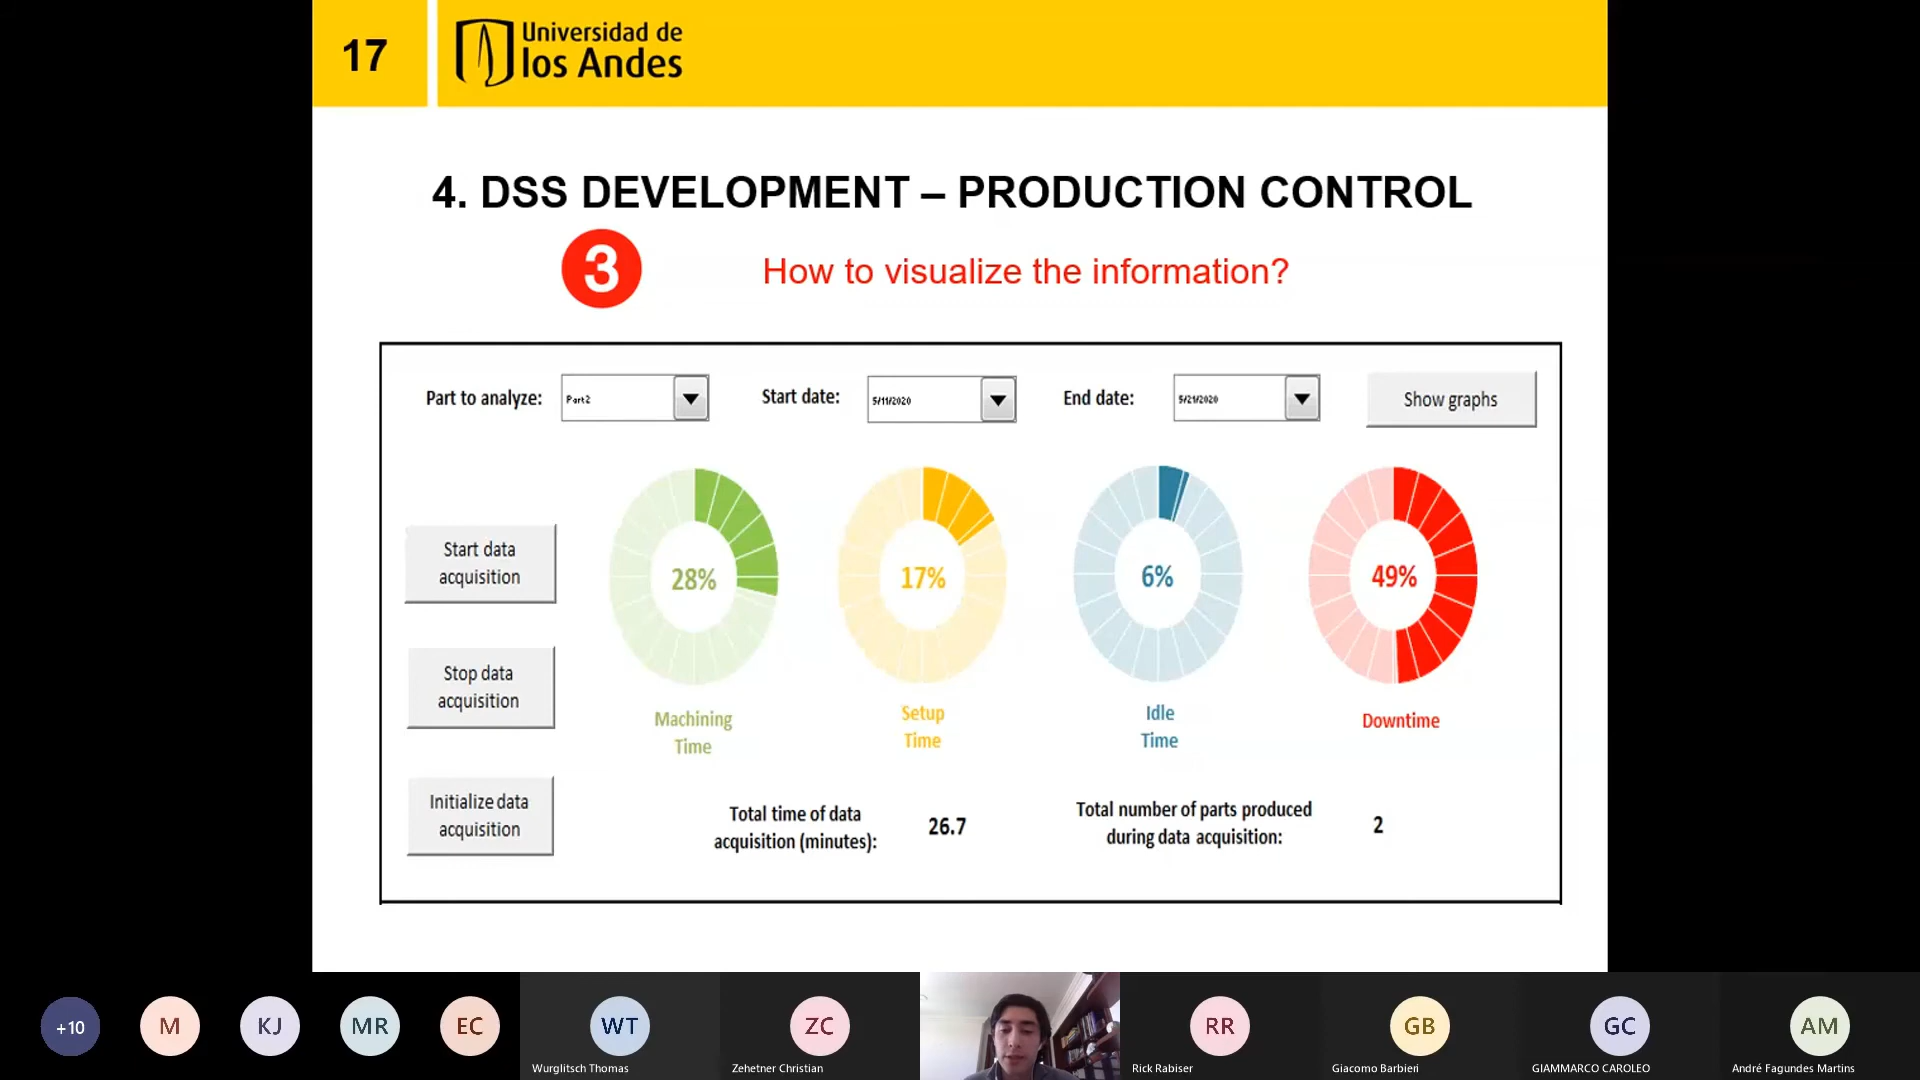 17
Universidad de
los Andes
4. DSS DEVELOPMENT – PRODUCTION CONTROL
3
How to visualize the information?
Part to analyze:
Part2
Start date:
5/11/2020
End date:
5/21/2020
Show graphs
Start data
acquisition
Stop data
acquisition
Initialize data
acquisition
28%
17%
6%
49%
Machining
Time
Setup
Time
Idle
Time
Downtime
Total time of data
acquisition (minutes):
26.7
Total number of parts produced
during data acquisition:
2
+10
M
KJ
MR
EC
WT
Wurglitsch Thomas
ZC
Zehetner Christian
RR
Rick Rabiser
GB
Giacomo Barbieri
GC
GIAMMARCO CAROLEO
AM
André Fagundes Martins